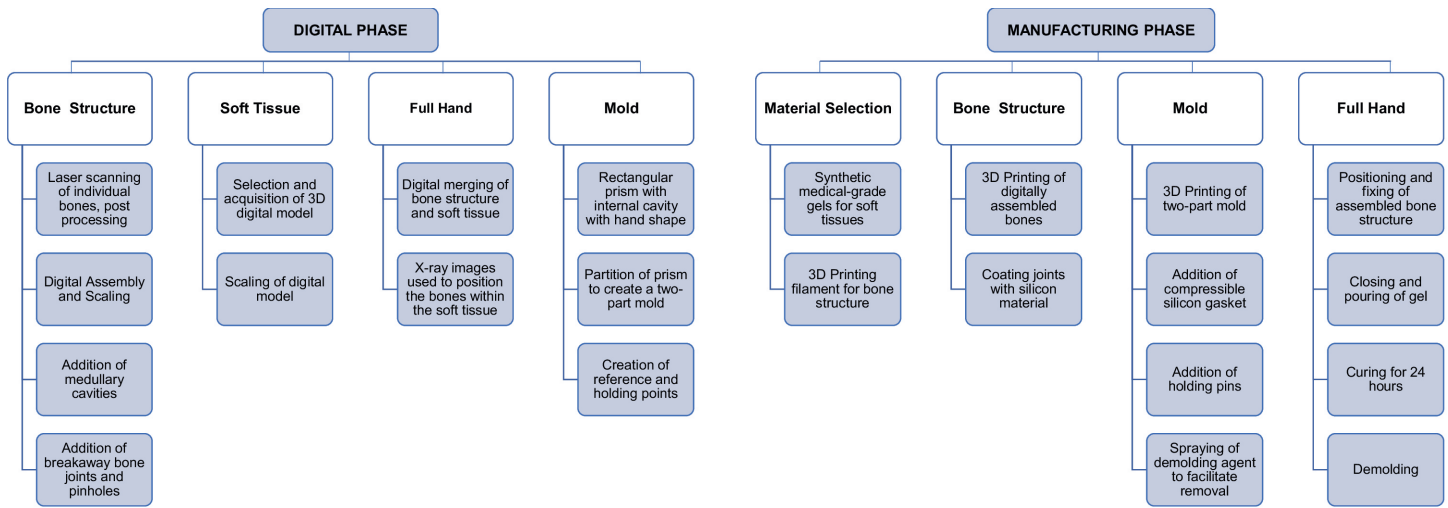 DIGITAL PHASE
Bone Structure
Laser scanning
of individual
bones, post
processing
Digital Assembly
and Scaling
Addition of
medullary
cavities
Addition of
breakaway bone
joints and
pinholes
Soft Tissue
Selection and
acquisition of 3D
digital model
Scaling of digital
model
Full Hand
Digital merging of
bone structure
and soft tissue
X-ray images
used to position
the bones within
the soft tissue
Mold
Rectangular
prism with
internal cavity
with hand shape
Partition of prism
to create a two-
part mold
Creation of
reference and
holding points
MANUFACTURING PHASE
Material Selection
Synthetic
medical-grade
gels for soft
tissues
3D Printing
filament for bone
structure
Bone Structure
3D Printing of
digitally
assembled
bones
Coating joints
with silicon
material
Mold
3D Printing of
two-part mold
Addition of
compressible
silicon gasket
Addition of
holding pins
Spraying of
demolding agent
to facilitate
removal
Full Hand
Positioning and
fixing of
assembled bone
structure
Closing and
pouring of gel
Curing for 24
hours
Demolding